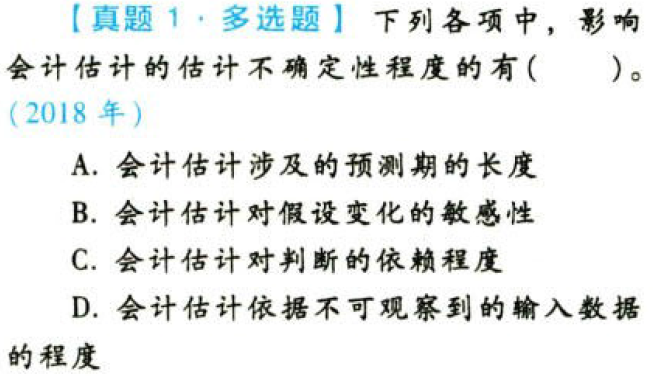 【真题 1·多选题】 下列各项中，影响
会计估计的估计不确定性程度的有(　　)。
(2018 年)
A. 会计估计涉及的预测期的长度
B. 会计估计对假设变化的敏感性
C. 会计估计对判断的依赖程度
D. 会计估计依据不可观察到的输入数据
的程度